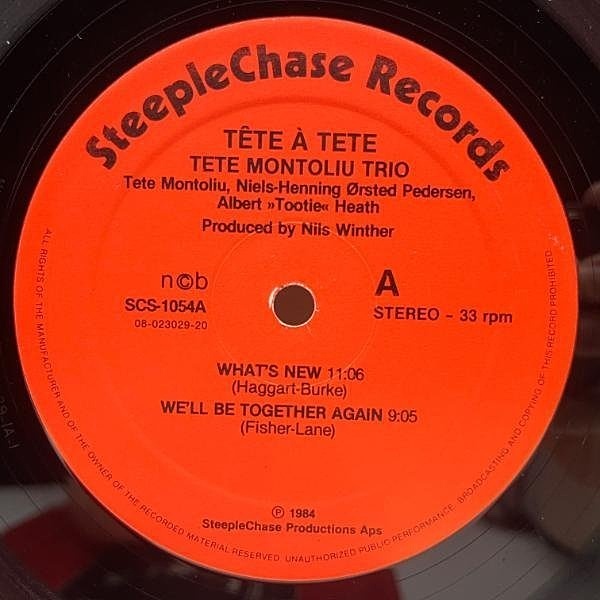 SteepleChase Records
TÊTE À TETE
TETE MONTOLIU TRIO
Tete Montoliu, Niels-Henning Ørsted Pedersen,
Albert »Tootie« Heath
Produced by Nils Winther
n©b
SCS-1054A
08-023029-20
A
STEREO - 33 rpm
WHAT'S NEW 11:06
(Haggart-Burke)
WE'LL BE TOGETHER AGAIN 9:05
(Fisher-Lane)
℗ 1984
SteepleChase Productions Aps
ALL RIGHTS OF THE MANUFACTURER AND OF THE OWNER OF THE RECORDED MATERIAL RESERVED. UNAUTHORIZED PUBLIC PERFORMANCE, BROADCASTING AND COPYING OF THIS RECORD PROHIBITED